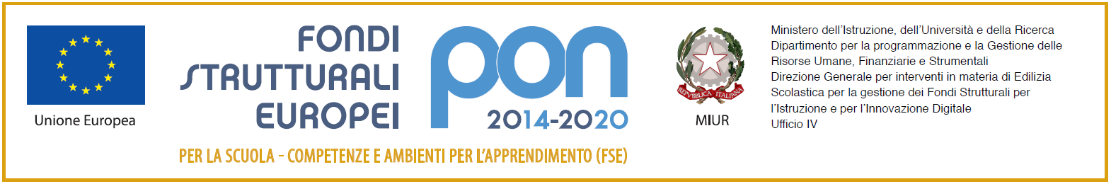 Unione Europea
FONDI
STRUTTURALI
EUROPEI
pon
2014-2020
PER LA SCUOLA - COMPETENZE E AMBIENTI PER L'APPRENDIMENTO (FSE)
REPVBBLICA ITALIANA
MIUR
Ministero dell'Istruzione, dell'Università e della Ricerca
Dipartimento per la programmazione e la Gestione delle
Risorse Umane, Finanziarie e Strumentali
Direzione Generale per interventi in materia di Edilizia
Scolastica per la gestione dei Fondi Strutturali per
l'Istruzione e per l'Innovazione Digitale
Ufficio IV